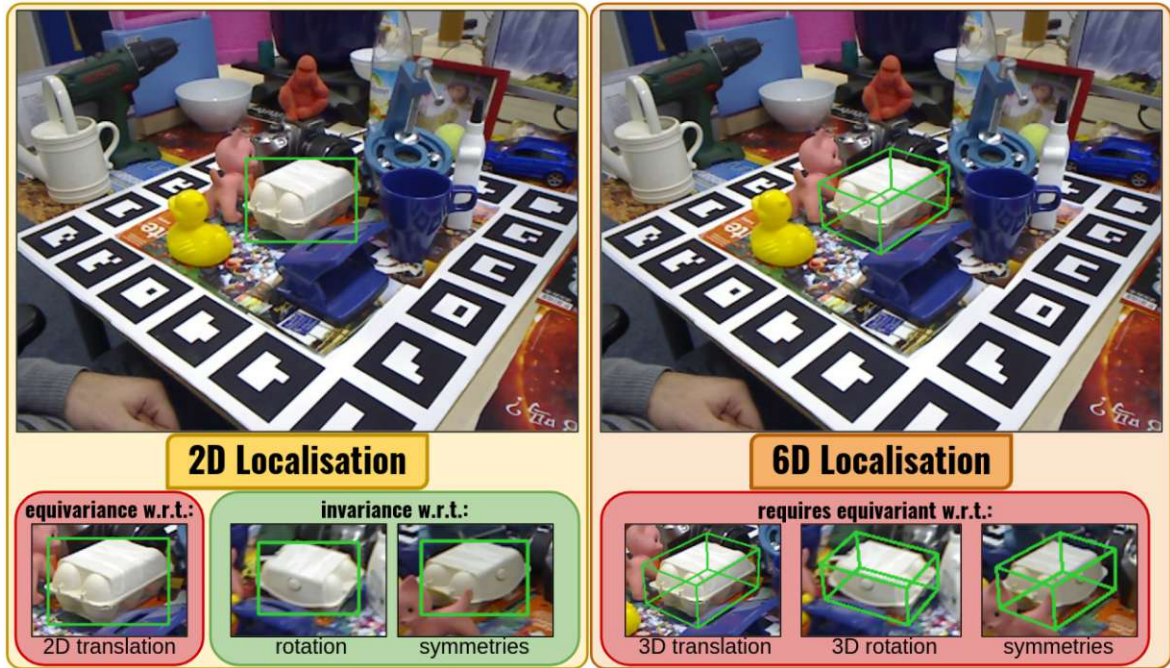 2D Localisation
equivariance w.r.t.:
2D translation
invariance w.r.t.:
rotation
symmetries
6D Localisation
requires equivariant w.r.t.:
3D translation
3D rotation
symmetries